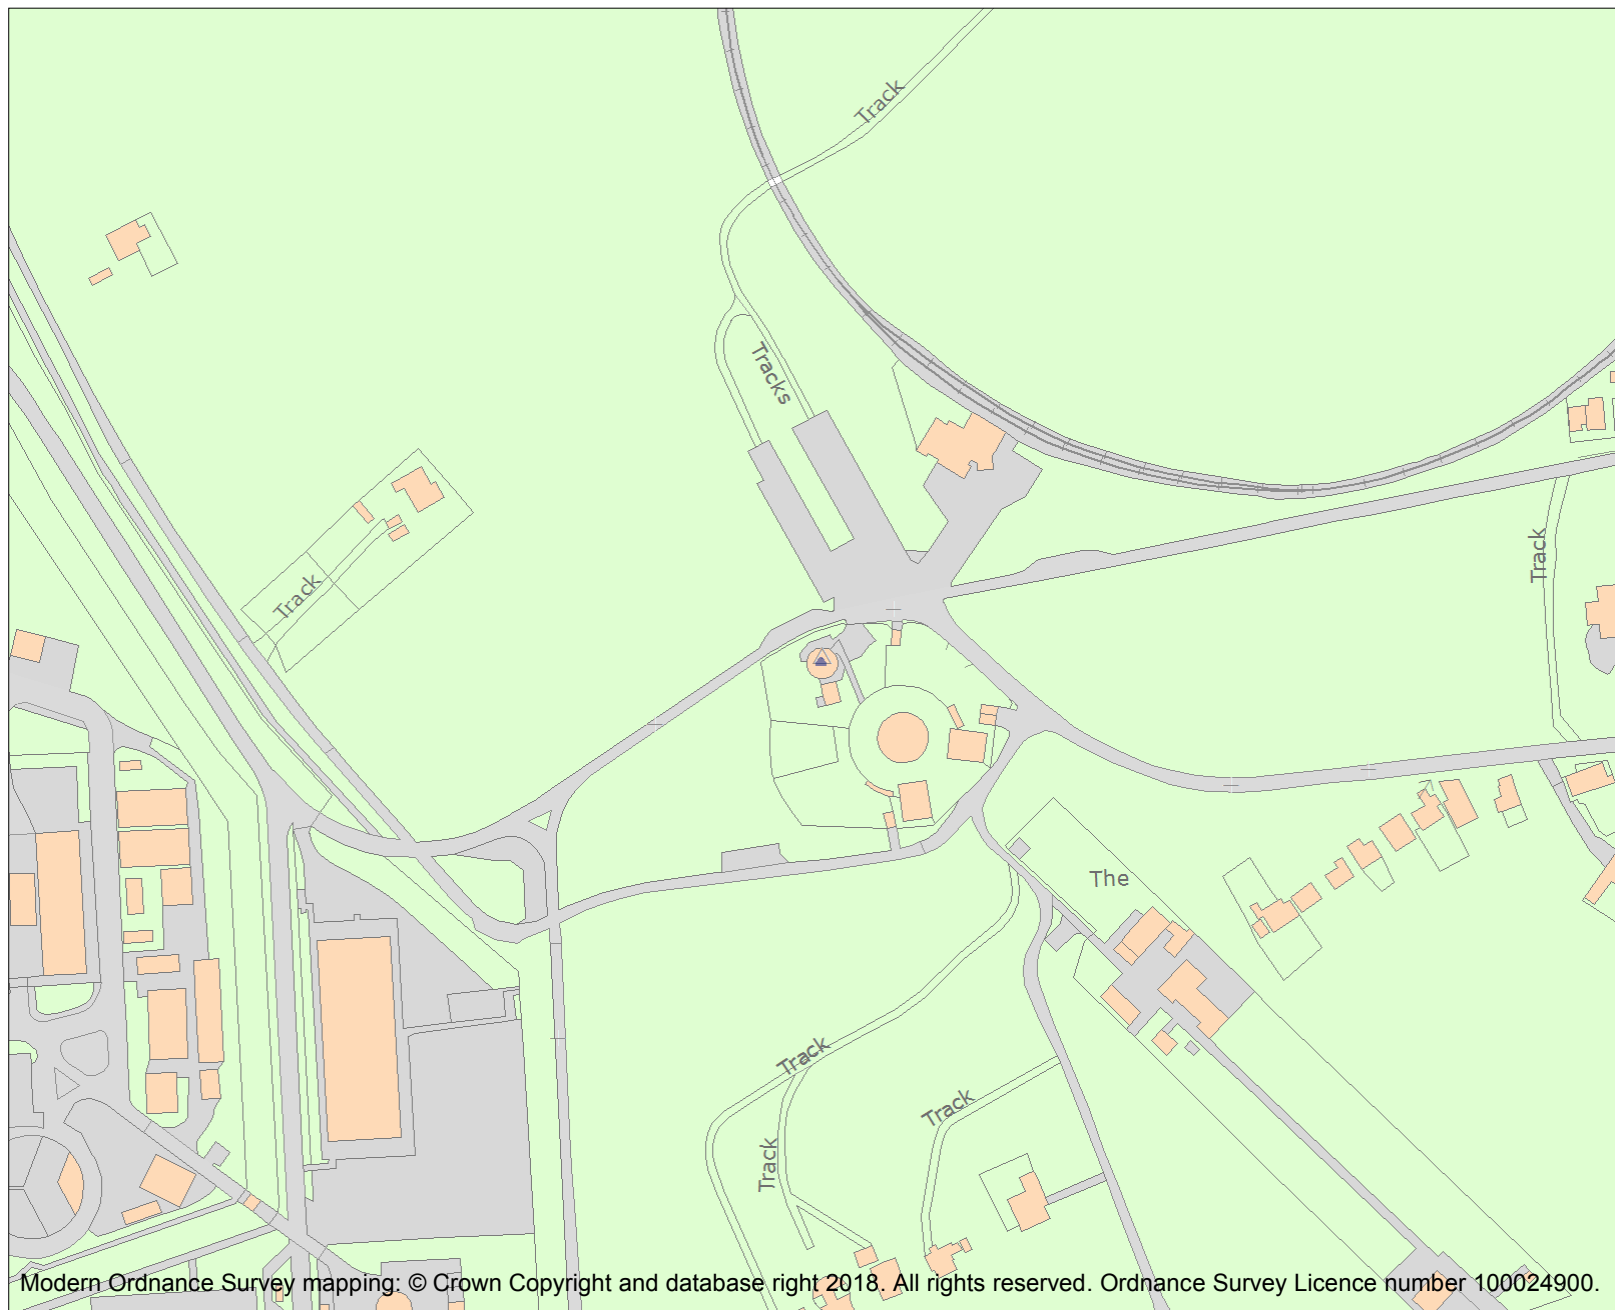 Track
Tracks
Track
Track
The
Track
Track
Track
Modern Ordnance Survey mapping: © Crown Copyright and database right 2018. All rights reserved. Ordnance Survey Licence number 100024900.